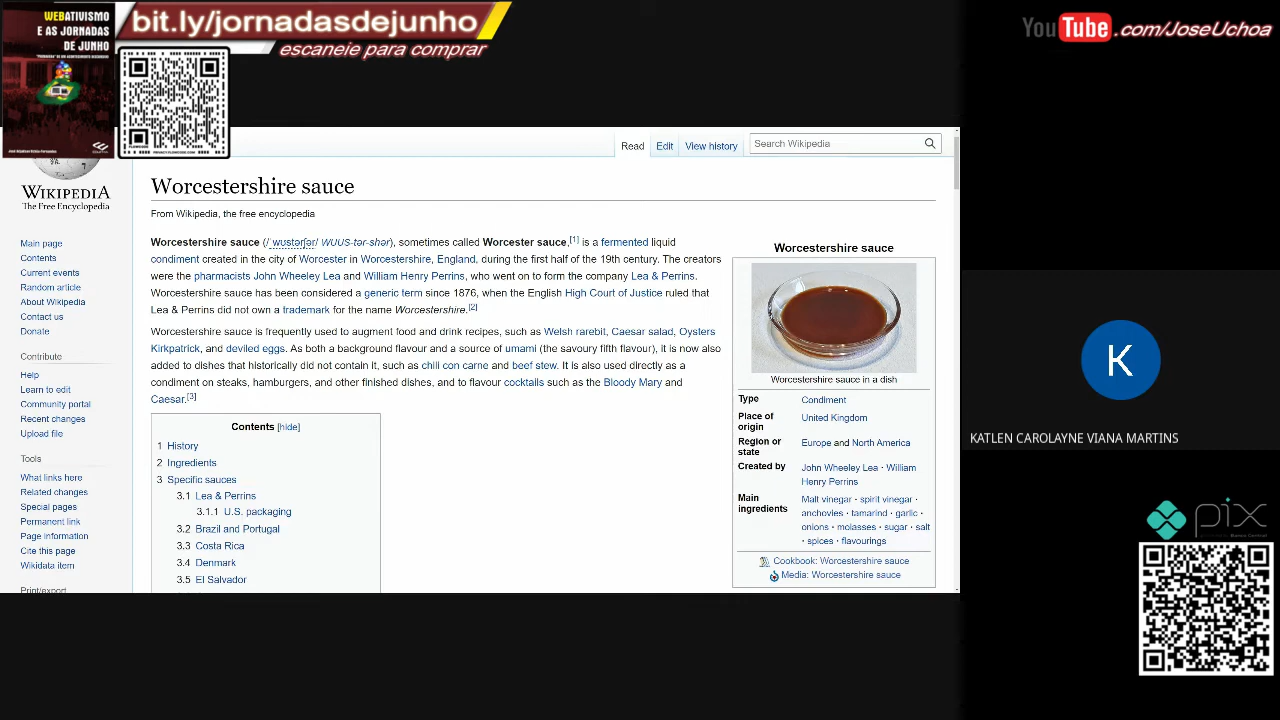 WEBATIVISMO
E AS JORNADAS
DE JUNHO
bit.ly/jornadasdejunho
escaneie para comprar
YouTube.com/JoseUchoa
WIKIPEDIA
The Free Encyclopedia
Main page
Contents
Current events
Random article
About Wikipedia
Contact us
Donate
Contribute
Help
Learn to edit
Community portal
Recent changes
Upload file
Tools
What links here
Related changes
Special pages
Permanent link
Page information
Cite this page
Wikidata item
Print/export
Read
Edit
View history
Search Wikipedia
Worcestershire sauce
From Wikipedia, the free encyclopedia
Worcestershire sauce (/ˈwʊstərʃər/ WUUS-tər-shər), sometimes called Worcester sauce,[1] is a fermented liquid
condiment created in the city of Worcester in Worcestershire, England, during the first half of the 19th century. The creators
were the pharmacists John Wheeley Lea and William Henry Perrins, who went on to form the company Lea & Perrins.
Worcestershire sauce has been considered a generic term since 1876, when the English High Court of Justice ruled that
Lea & Perrins did not own a trademark for the name Worcestershire.[2]
Worcestershire sauce is frequently used to augment food and drink recipes, such as Welsh rarebit, Caesar salad, Oysters
Kirkpatrick, and deviled eggs. As both a background flavour and a source of umami (the savoury fifth flavour), it is now also
added to dishes that historically did not contain it, such as chili con carne and beef stew. It is also used directly as a
condiment on steaks, hamburgers, and other finished dishes, and to flavour cocktails such as the Bloody Mary and
Caesar.[3]
Contents [hide]
1 History
2 Ingredients
3 Specific sauces
3.1 Lea & Perrins
3.1.1 U.S. packaging
3.2 Brazil and Portugal
3.3 Costa Rica
3.4 Denmark
3.5 El Salvador
Worcestershire sauce
Worcestershire sauce in a dish
Type Condiment
Place of origin United Kingdom
Region or state Europe and North America
Created by John Wheeley Lea · William
Henry Perrins
Main ingredients Malt vinegar · spirit vinegar ·
anchovies · tamarind · garlic ·
onions · molasses · sugar · salt
· spices · flavourings
Cookbook: Worcestershire sauce
Media: Worcestershire sauce
K
KATLEN CAROLAYNE VIANA MARTINS
pix